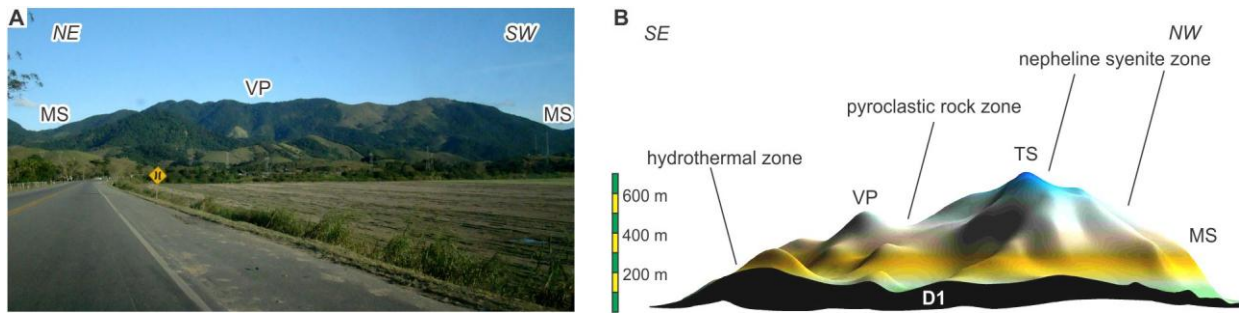 A
NE
SW
VP
MS
MS
B
SE
NW
nepheline syenite zone
pyroclastic rock zone
TS
hydrothermal zone
VP
600 m
MS
400 m
200 m
D1